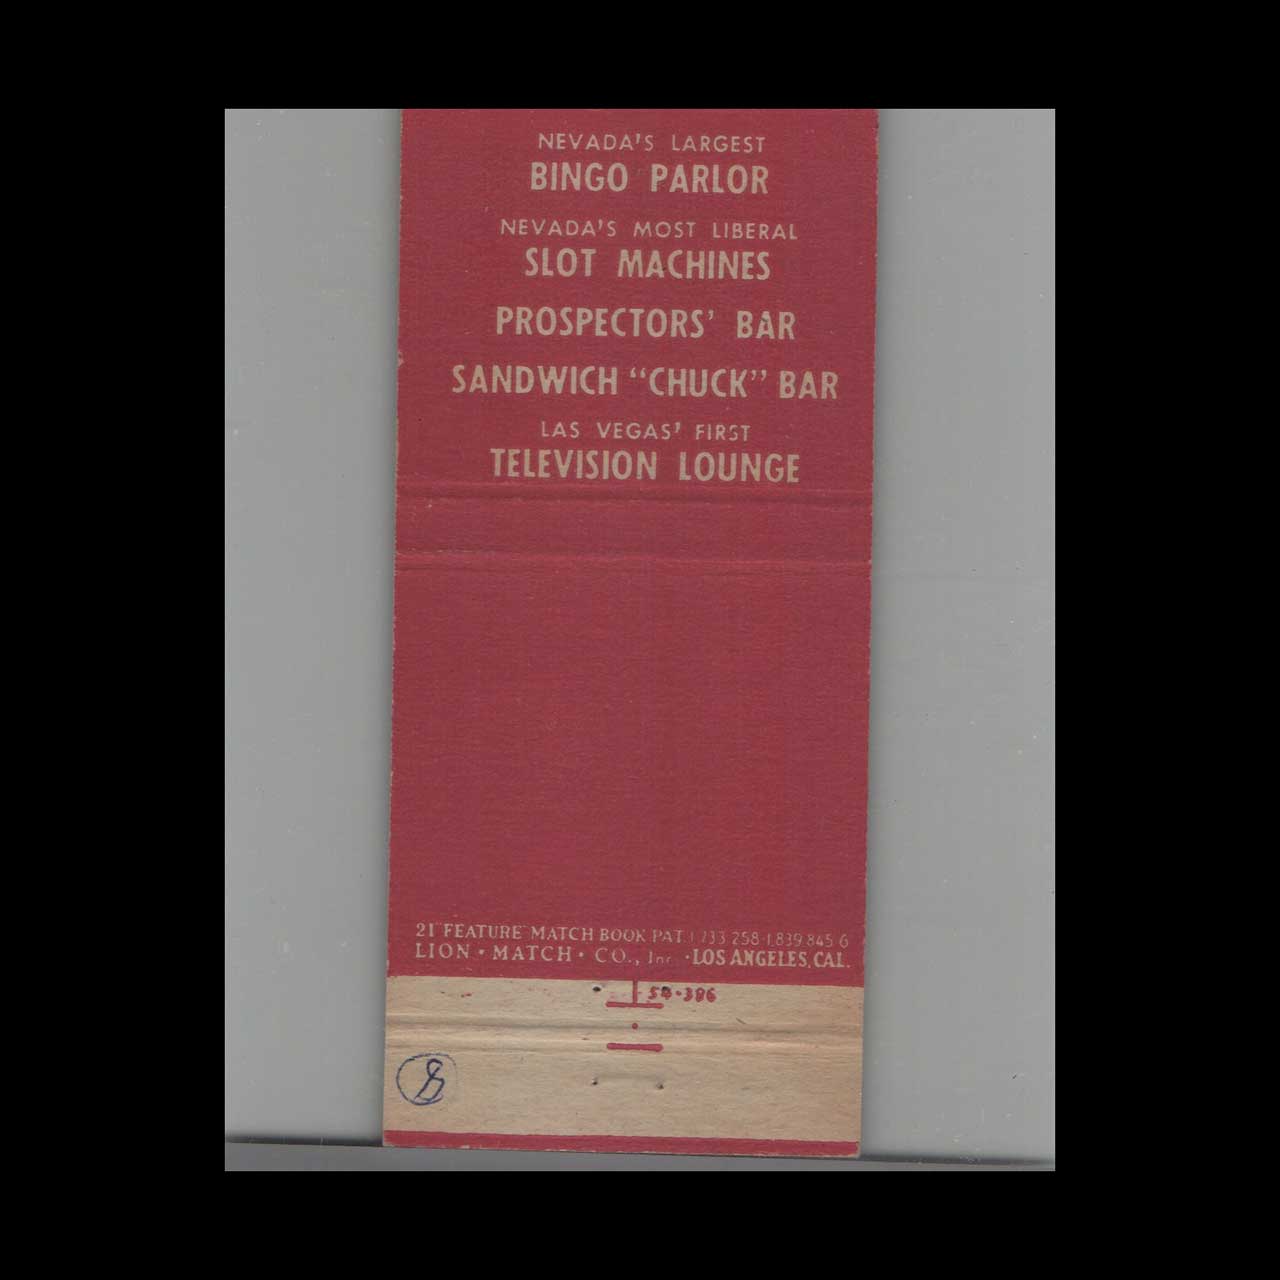 NEVADA'S LARGEST
BINGO PARLOR
NEVADA'S MOST LIBERAL
SLOT MACHINES
PROSPECTORS' BAR
SANDWICH "CHUCK" BAR
LAS VEGAS' FIRST
TELEVISION LOUNGE
21 "FEATURE" MATCH BOOK PAT. 1,733,258-1,839,845-6
LION • MATCH • CO., Inc. • LOS ANGELES, CAL.
54-386
8